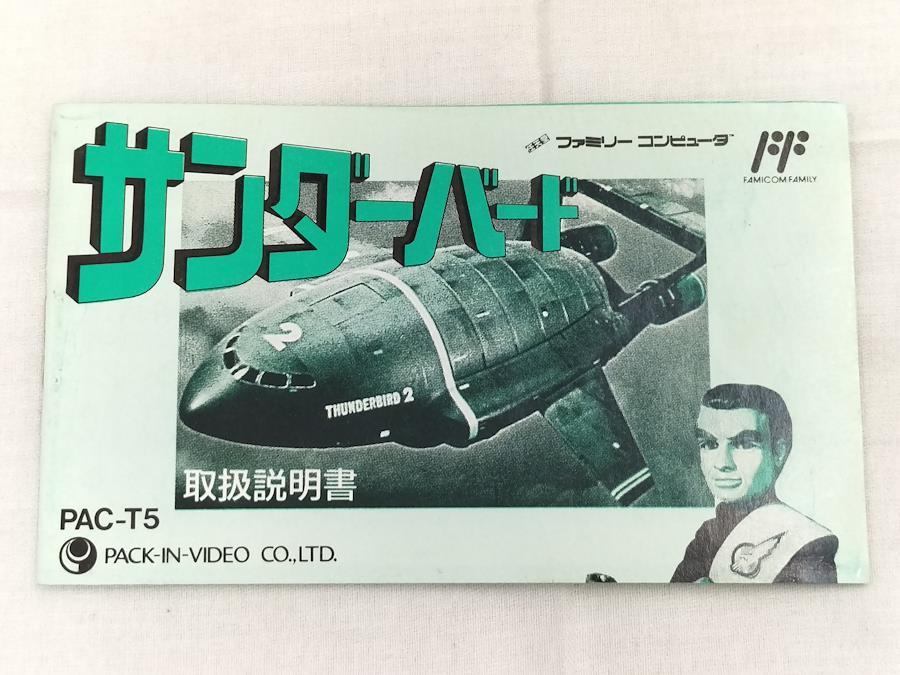 サンダーバード
ファミリーコンピュータ
FAMICOM FAMILY
2
THUNDERBIRD 2
取扱説明書
PAC-T5
PACK-IN-VIDEO CO.,LTD.